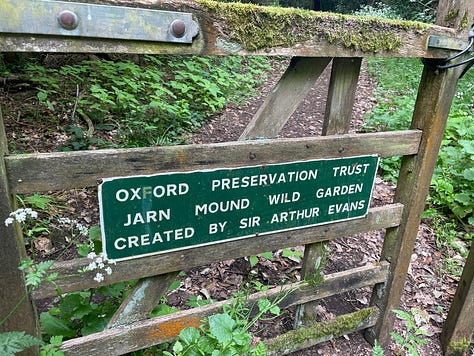 OXFORD PRESERVATION TRUST
JARN MOUND WILD GARDEN
CREATED BY SIR ARTHUR EVANS